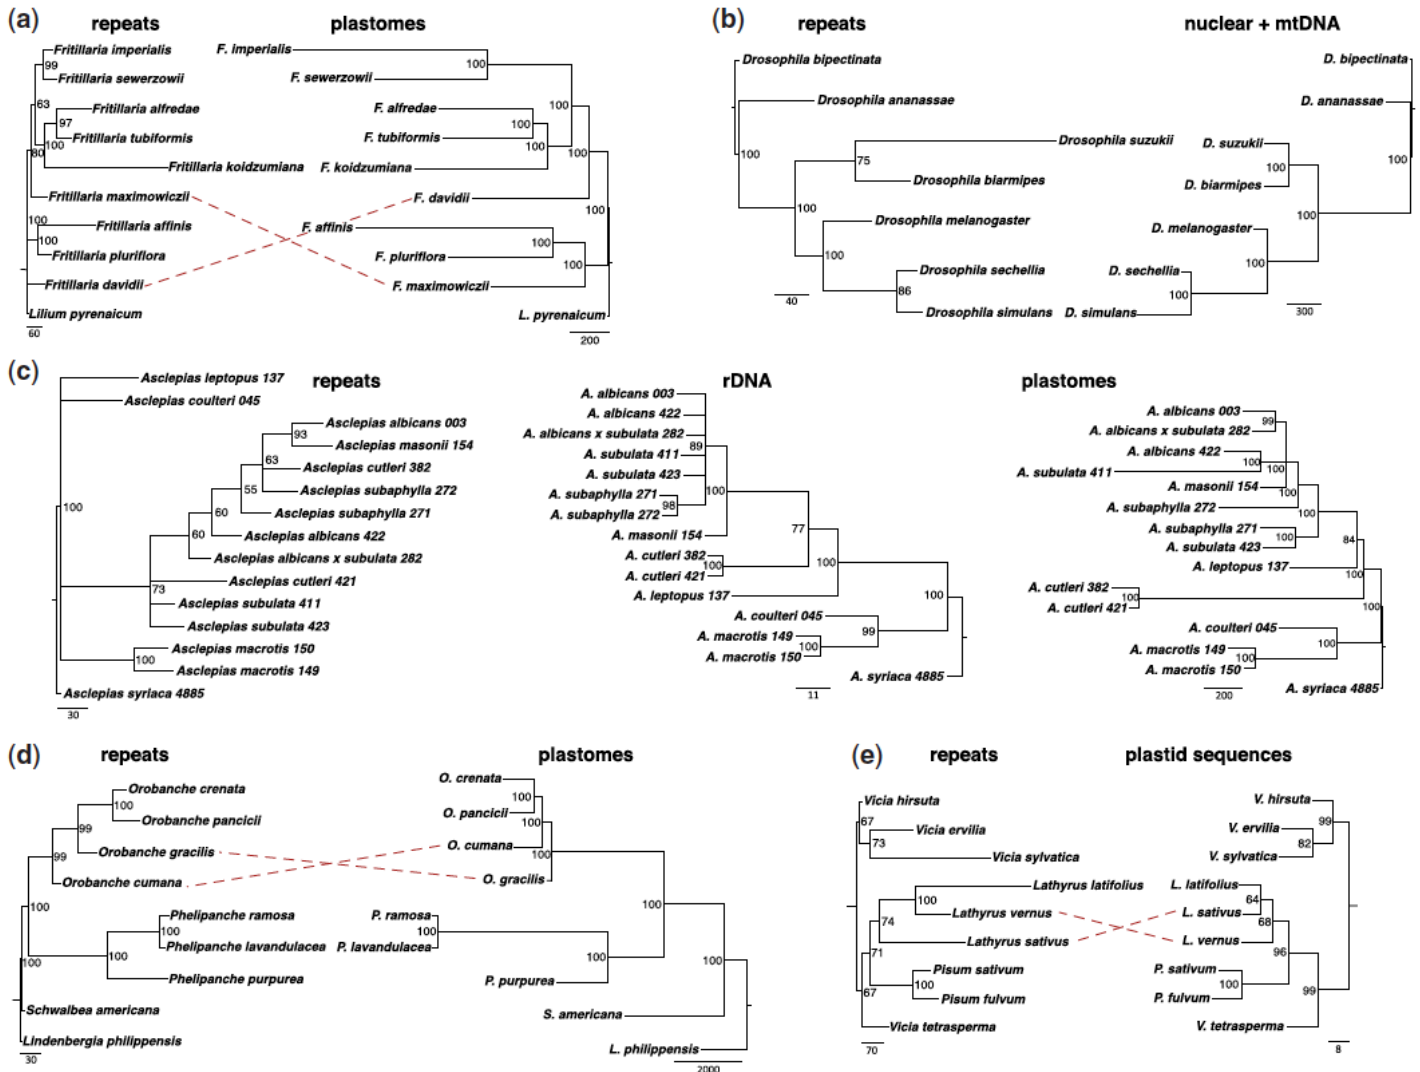 (a)
repeats
plastomes
Fritillaria imperialis
99
Fritillaria sewerzowii
63
Fritillaria alfredae
97
Fritillaria tubiformis
100
80
Fritillaria koidzumiana
Fritillaria maximowiczii
100
Fritillaria affinis
100
Fritillaria pluriflora
Fritillaria davidii
Lilium pyrenaicum
60
F. imperialis
100
F. sewerzowii
100
F. alfredae
100
F. tubiformis
100
100
F. koidzumiana
F. davidii
100
F. affinis
100
F. pluriflora
100
F. maximowiczii
L. pyrenaicum
200
(b)
repeats
nuclear + mtDNA
Drosophila bipectinata
Drosophila ananassae
100
Drosophila suzukii
75
Drosophila biarmipes
100
Drosophila melanogaster
100
Drosophila sechellia
86
Drosophila simulans
40
D. bipectinata
D. ananassae
100
D. suzukii
100
D. biarmipes
100
D. melanogaster
100
D. sechellia
100
D. simulans
300
(c)
repeats
rDNA
plastomes
Asclepias leptopus 137
Asclepias coulteri 045
Asclepias albicans 003
93
Asclepias masonii 154
63
Asclepias cutleri 382
55
Asclepias subaphylla 272
60
Asclepias subaphylla 271
60
Asclepias albicans 422
100
Asclepias albicans x subulata 282
Asclepias cutleri 421
73
Asclepias subulata 411
Asclepias subulata 423
Asclepias macrotis 150
100
Asclepias macrotis 149
Asclepias syriaca 4885
30
A. albicans 003
A. albicans 422
A. albicans x subulata 282
89
A. subulata 411
A. subulata 423
100
A. subaphylla 271
98
A. subaphylla 272
77
A. masonii 154
A. cutleri 382
100
100
A. cutleri 421
A. leptopus 137
100
A. coulteri 045
99
A. macrotis 149
100
A. macrotis 150
A. syriaca 4885
11
A. albicans 003
99
A. albicans x subulata 282
A. albicans 422
100
100
A. subulata 411
A. masonii 154
100
A. subaphylla 272
100
A. subaphylla 271
100
84
A. subulata 423
A. leptopus 137
100
A. cutleri 382
100
100
A. cutleri 421
A. coulteri 045
100
A. macrotis 149
100
A. macrotis 150
A. syriaca 4885
200
(d)
repeats
plastomes
Orobanche crenata
100
Orobanche pancicii
99
Orobanche gracilis
99
Orobanche cumana
100
Phelipanche ramosa
100
Phelipanche lavandulacea
100
100
Phelipanche purpurea
Schwalbea americana
Lindenbergia philippensis
30
O. crenata
100
O. pancicii
100
O. cumana
100
O. gracilis
100
P. ramosa
100
P. lavandulacea
100
100
P. purpurea
S. americana
L. philippensis
2000
(e)
repeats
plastid sequences
Vicia hirsuta
67
Vicia ervilia
73
Vicia sylvatica
Lathyrus latifolius
100
Lathyrus vernus
74
Lathyrus sativus
71
Pisum sativum
100
67
Pisum fulvum
Vicia tetrasperma
70
V. hirsuta
99
V. ervilia
82
V. sylvatica
L. latifolius
64
L. sativus
68
L. vernus
96
P. sativum
100
99
P. fulvum
V. tetrasperma
8